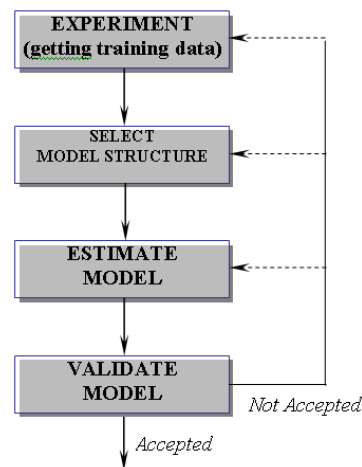 EXPERIMENT
(getting training data)
SELECT
MODEL STRUCTURE
ESTIMATE
MODEL
VALIDATE
MODEL
Not Accepted
Accepted